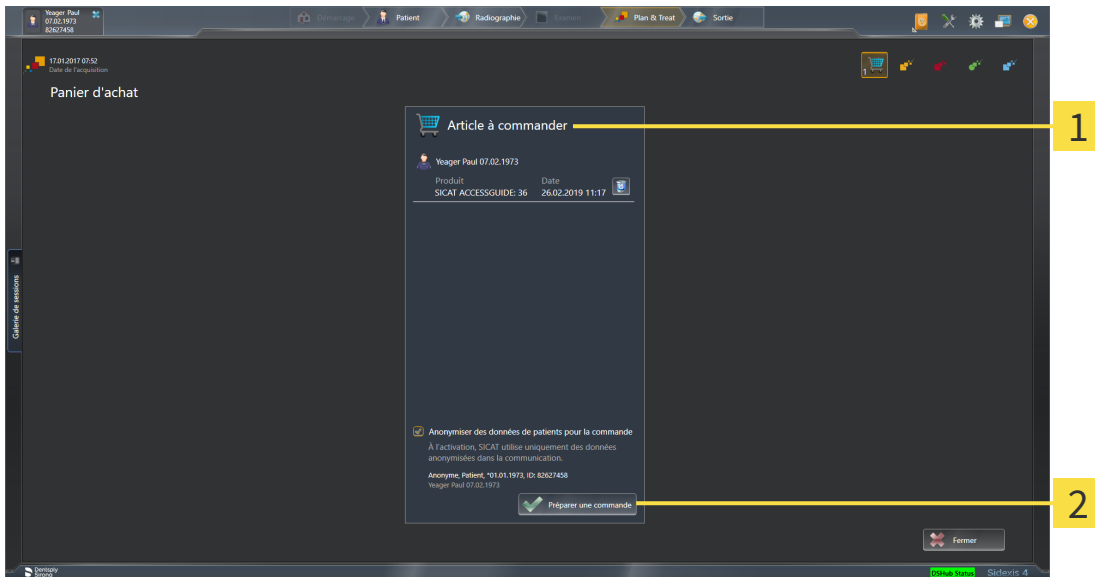 Yeager Paul
07.02.1973
82627458
Démarrage
Patient
Radiographie
Examen
Plan & Treat
Sortie
17.01.2017 07:52
Date de l'acquisition
1
Panier d'achat
Article à commander
1
Yeager Paul 07.02.1973
Produit Date
SICAT ACCESSGUIDE: 36 26.02.2019 11:17
Galerie de sessions
Anonymiser des données de patients pour la commande
À l'activation, SICAT utilise uniquement des données
anonymisées dans la communication.
Anonyme, Patient, *01.01.1973, ID: 82627458
Yeager Paul 07.02.1973
Préparer une commande
2
Fermer
Dentsply
Sirona
DSHub Status
Sidexis 4